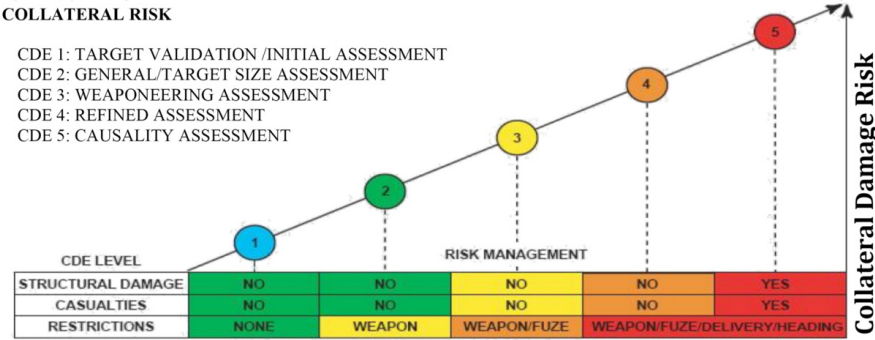 COLLATERAL RISK
CDE 1: TARGET VALIDATION /INITIAL ASSESSMENT
CDE 2: GENERAL/TARGET SIZE ASSESSMENT
CDE 3: WEAPONEERING ASSESSMENT
CDE 4: REFINED ASSESSMENT
CDE 5: CAUSALITY ASSESSMENT
5
4
3
2
1
Collateral Damage Risk
CDE LEVEL RISK MANAGEMENT
STRUCTURAL DAMAGE NO NO NO NO YES
CASUALTIES NO NO NO NO YES
RESTRICTIONS NONE WEAPON WEAPON/FUZE WEAPON/FUZE/DELIVERY/HEADING